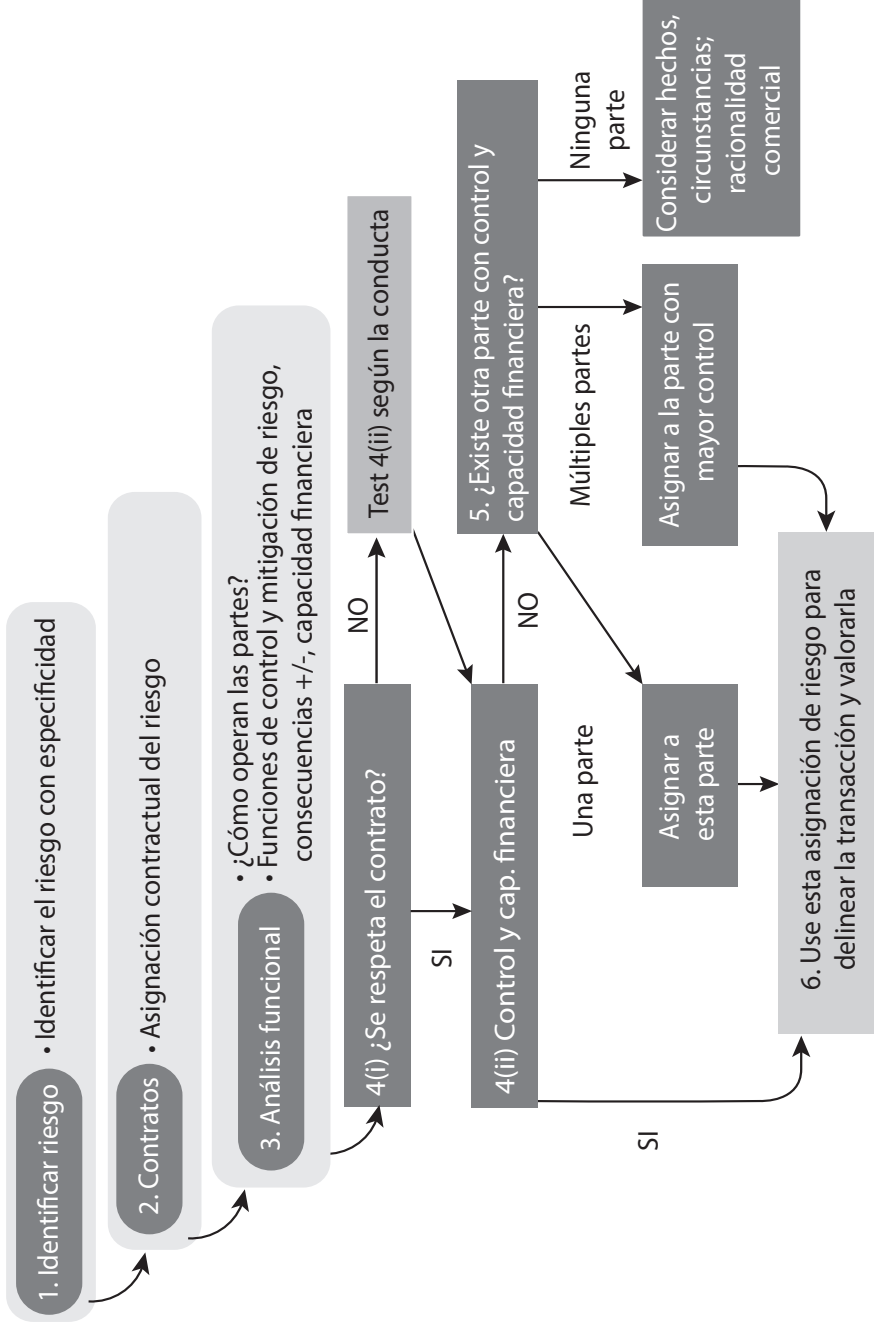 1. Identificar riesgo
• Identificar el riesgo con especificidad
2. Contratos
• Asignación contractual del riesgo
3. Análisis funcional
• ¿Cómo operan las partes?
• Funciones de control y mitigación de riesgo,
consecuencias +/-, capacidad financiera
4(i) ¿Se respeta el contrato?
NO
Test 4(ii) según la conducta
SI
4(ii) Control y cap. financiera
NO
5. ¿Existe otra parte con control y
capacidad financiera?
Una parte
Múltiples partes
Ninguna
parte
Asignar a
esta parte
Asignar a la parte con
mayor control
Considerar hechos,
circunstancias;
racionalidad
comercial
SI
6. Use esta asignación de riesgo para
delinear la transacción y valorarla